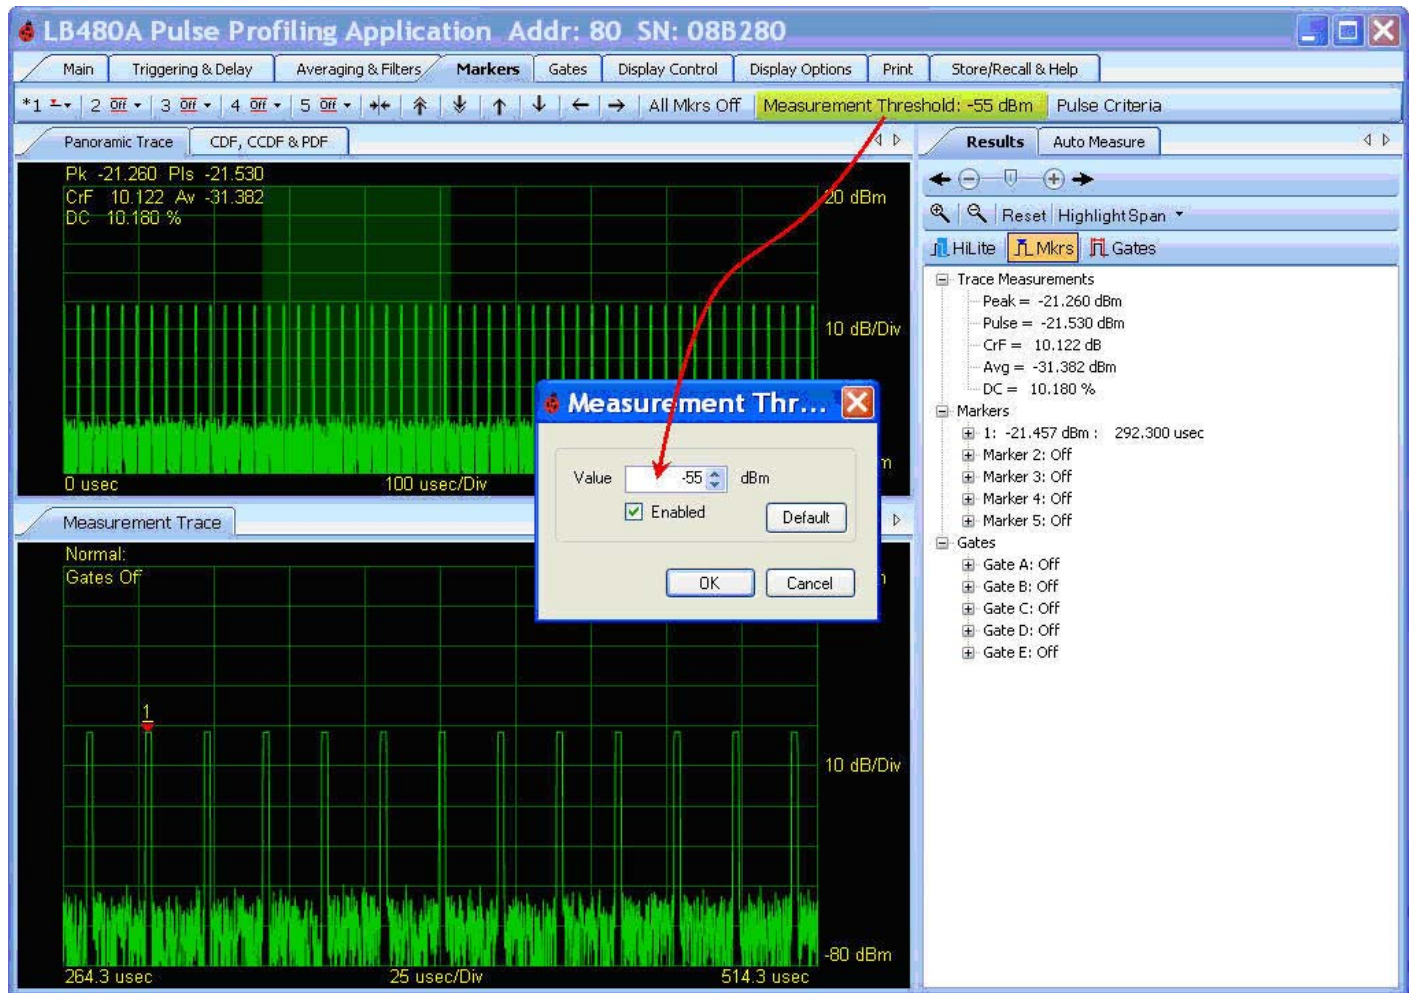 LB480A Pulse Profiling Application Addr: 80 SN: 08B280
Main Triggering & Delay Averaging & Filters Markers Gates Display Control Display Options Print Store/Recall & Help
*1 2 Off 3 Off 4 Off 5 Off All Mkrs Off Measurement Threshold: -55 dBm Pulse Criteria
Panoramic Trace CDF, CCDF & PDF
Pk -21.260 Pls -21.530
CrF 10.122 Av -31.382
DC 10.180 %
20 dBm
10 dB/Div
m
0 usec 100 usec/Div
Measurement Thr...
Value -55 dBm
Enabled
Default
OK Cancel
Measurement Trace
Normal:
Gates Off
1
10 dB/Div
-80 dBm
264.3 usec 25 usec/Div 514.3 usec
Results Auto Measure
Reset Highlight Span
HiLite Mkrs Gates
Trace Measurements
Peak = -21.260 dBm
Pulse = -21.530 dBm
CrF = 10.122 dB
Avg = -31.382 dBm
DC = 10.180 %
Markers
1: -21.457 dBm : 292.300 usec
Marker 2: Off
Marker 3: Off
Marker 4: Off
Marker 5: Off
Gates
Gate A: Off
Gate B: Off
Gate C: Off
Gate D: Off
Gate E: Off